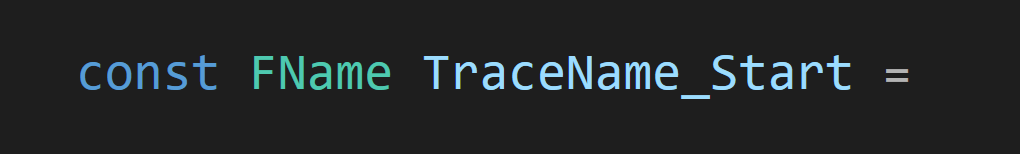 const FName TraceName_Start =